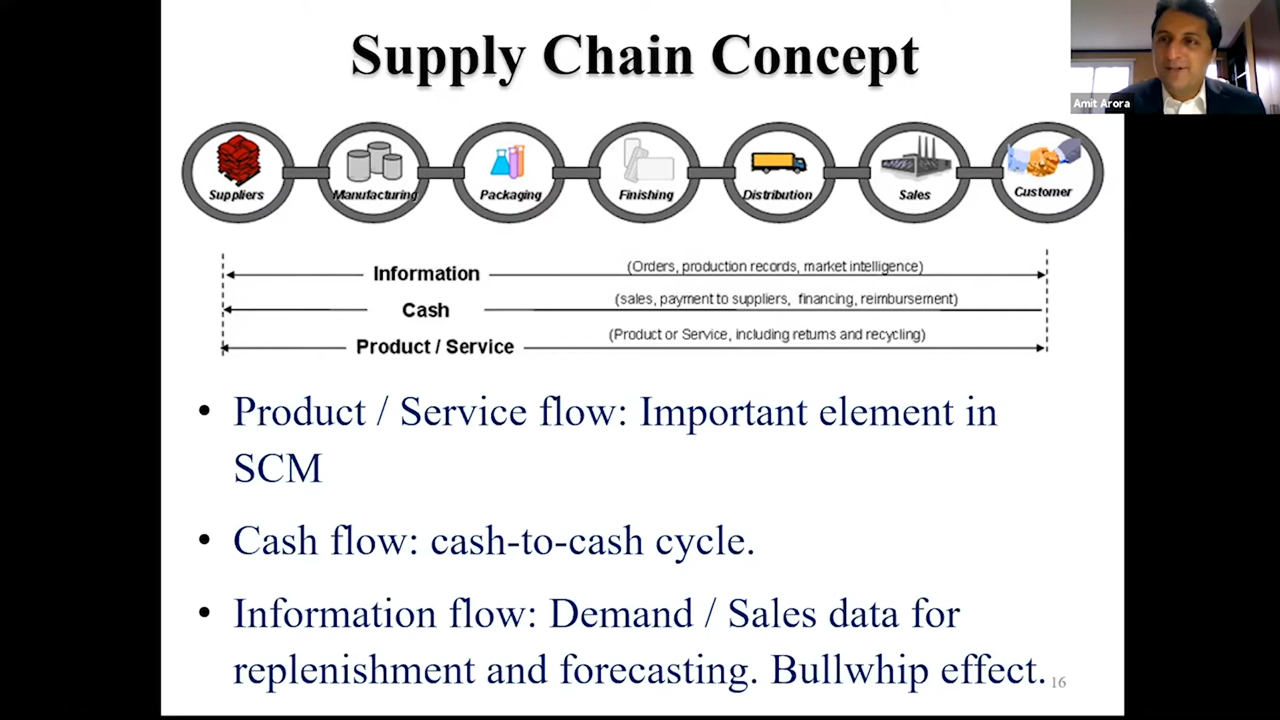 Supply Chain Concept
Amit Arora
Suppliers
Manufacturing
Packaging
Finishing
Distribution
Sales
Customer
Information
(Orders, production records, market intelligence)
Cash
(sales, payment to suppliers, financing, reimbursement)
Product / Service
(Product or Service, including returns and recycling)
• Product / Service flow: Important element in
SCM
• Cash flow: cash-to-cash cycle.
• Information flow: Demand / Sales data for
replenishment and forecasting. Bullwhip effect.
16